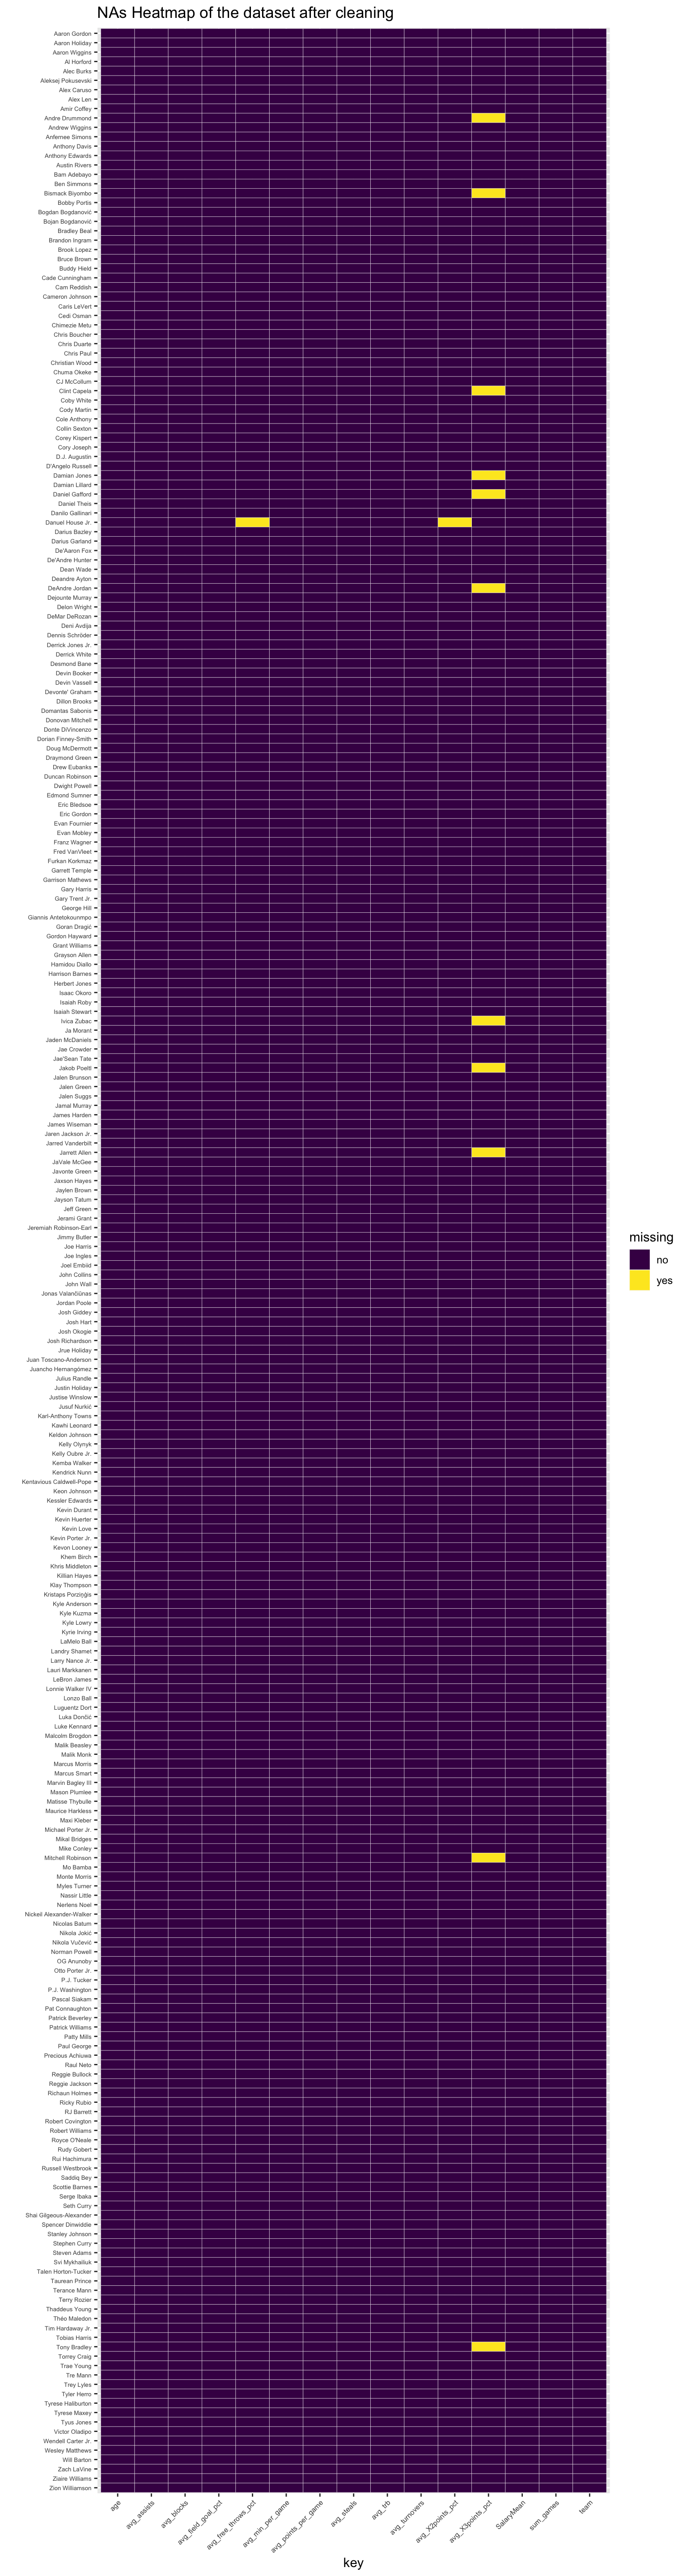 NAs Heatmap of the dataset after cleaning
Aaron Gordon
Aaron Holiday
Aaron Wiggins
Al Horford
Alec Burks
Aleksej Pokusevski
Alex Caruso
Alex Len
Amir Coffey
Andre Drummond
Andrew Wiggins
Anfernee Simons
Anthony Davis
Anthony Edwards
Austin Rivers
Bam Adebayo
Ben Simmons
Bismack Biyombo
Bobby Portis
Bogdan Bogdanović
Bojan Bogdanović
Bradley Beal
Brandon Ingram
Brook Lopez
Bruce Brown
Buddy Hield
Cade Cunningham
Cam Reddish
Cameron Johnson
Caris LeVert
Cedi Osman
Chimezie Metu
Chris Boucher
Chris Duarte
Chris Paul
Christian Wood
Chuma Okeke
CJ McCollum
Clint Capela
Coby White
Cody Martin
Cole Anthony
Collin Sexton
Corey Kispert
Cory Joseph
D.J. Augustin
D'Angelo Russell
Damian Jones
Damian Lillard
Daniel Gafford
Daniel Theis
Danilo Gallinari
Danuel House Jr.
Darius Bazley
Darius Garland
De'Aaron Fox
De'Andre Hunter
Dean Wade
Deandre Ayton
DeAndre Jordan
Dejounte Murray
Delon Wright
DeMar DeRozan
Deni Avdija
Dennis Schröder
Derrick Jones Jr.
Derrick White
Desmond Bane
Devin Booker
Devin Vassell
Devonte' Graham
Dillon Brooks
Domantas Sabonis
Donovan Mitchell
Donte DiVincenzo
Dorian Finney-Smith
Doug McDermott
Draymond Green
Drew Eubanks
Duncan Robinson
Dwight Powell
Edmond Sumner
Eric Bledsoe
Eric Gordon
Evan Fournier
Evan Mobley
Franz Wagner
Fred VanVleet
Furkan Korkmaz
Garrett Temple
Garrison Mathews
Gary Harris
Gary Trent Jr.
George Hill
Giannis Antetokounmpo
Goran Dragić
Gordon Hayward
Grant Williams
Grayson Allen
Hamidou Diallo
Harrison Barnes
Herbert Jones
Isaac Okoro
Isaiah Roby
Isaiah Stewart
Ivica Zubac
Ja Morant
Jaden McDaniels
Jae Crowder
Jae'Sean Tate
Jakob Poeltl
Jalen Brunson
Jalen Green
Jalen Suggs
Jamal Murray
James Harden
James Wiseman
Jaren Jackson Jr.
Jarred Vanderbilt
Jarrett Allen
JaVale McGee
Javonte Green
Jaxson Hayes
Jaylen Brown
Jayson Tatum
Jeff Green
Jerami Grant
Jeremiah Robinson-Earl
Jimmy Butler
Joe Harris
Joe Ingles
Joel Embiid
John Collins
John Wall
Jonas Valančiūnas
Jordan Poole
Josh Giddey
Josh Hart
Josh Okogie
Josh Richardson
Jrue Holiday
Juan Toscano-Anderson
Juancho Hernangómez
Julius Randle
Justin Holiday
Justise Winslow
Jusuf Nurkić
Karl-Anthony Towns
Kawhi Leonard
Keldon Johnson
Kelly Olynyk
Kelly Oubre Jr.
Kemba Walker
Kendrick Nunn
Kentavious Caldwell-Pope
Keon Johnson
Kessler Edwards
Kevin Durant
Kevin Huerter
Kevin Love
Kevin Porter Jr.
Kevon Looney
Khem Birch
Khris Middleton
Killian Hayes
Klay Thompson
Kristaps Porziņģis
Kyle Anderson
Kyle Kuzma
Kyle Lowry
Kyrie Irving
LaMelo Ball
Landry Shamet
Larry Nance Jr.
Lauri Markkanen
LeBron James
Lonnie Walker IV
Lonzo Ball
Luguentz Dort
Luka Dončić
Luke Kennard
Malcolm Brogdon
Malik Beasley
Malik Monk
Marcus Morris
Marcus Smart
Marvin Bagley III
Mason Plumlee
Matisse Thybulle
Maurice Harkless
Maxi Kleber
Michael Porter Jr.
Mikal Bridges
Mike Conley
Mitchell Robinson
Mo Bamba
Monte Morris
Myles Turner
Nassir Little
Nerlens Noel
Nickeil Alexander-Walker
Nicolas Batum
Nikola Jokić
Nikola Vučević
Norman Powell
OG Anunoby
Otto Porter Jr.
P.J. Tucker
P.J. Washington
Pascal Siakam
Pat Connaughton
Patrick Beverley
Patrick Williams
Patty Mills
Paul George
Precious Achiuwa
Raul Neto
Reggie Bullock
Reggie Jackson
Richaun Holmes
Ricky Rubio
RJ Barrett
Robert Covington
Robert Williams
Royce O'Neale
Rudy Gobert
Rui Hachimura
Russell Westbrook
Saddiq Bey
Scottie Barnes
Serge Ibaka
Seth Curry
Shai Gilgeous-Alexander
Spencer Dinwiddie
Stanley Johnson
Stephen Curry
Steven Adams
Svi Mykhailiuk
Talen Horton-Tucker
Taurean Prince
Terance Mann
Terry Rozier
Thaddeus Young
Théo Maledon
Tim Hardaway Jr.
Tobias Harris
Tony Bradley
Torrey Craig
Trae Young
Tre Mann
Trey Lyles
Tyler Herro
Tyrese Haliburton
Tyrese Maxey
Tyus Jones
Victor Oladipo
Wendell Carter Jr.
Wesley Matthews
Will Barton
Zach LaVine
Ziaire Williams
Zion Williamson
missing
no
yes
age
avg_assists
avg_blocks
avg_field_goal_pct
avg_free_throws_pct
avg_min_per_game
avg_points_per_game
avg_steals
avg_trb
avg_turnovers
avg_X2points_pct
avg_X3points_pct
SalaryMean
sum_games
team
key